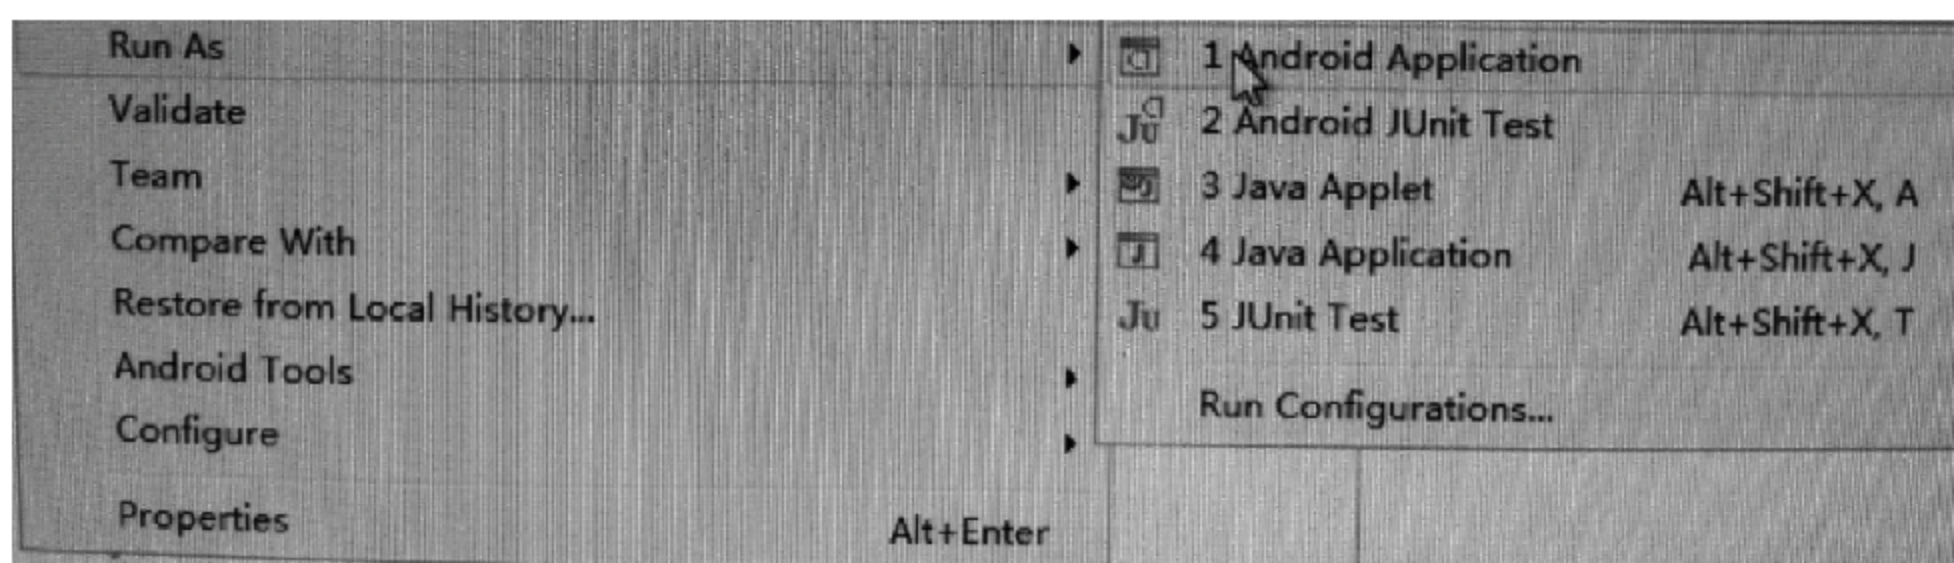 Run As
Validate
Team
Compare With
Restore from Local History...
Android Tools
Configure
Properties Alt+Enter
1 Android Application
2 Android JUnit Test
3 Java Applet Alt+Shift+X, A
4 Java Application Alt+Shift+X, J
5 JUnit Test Alt+Shift+X, T
Run Configurations...